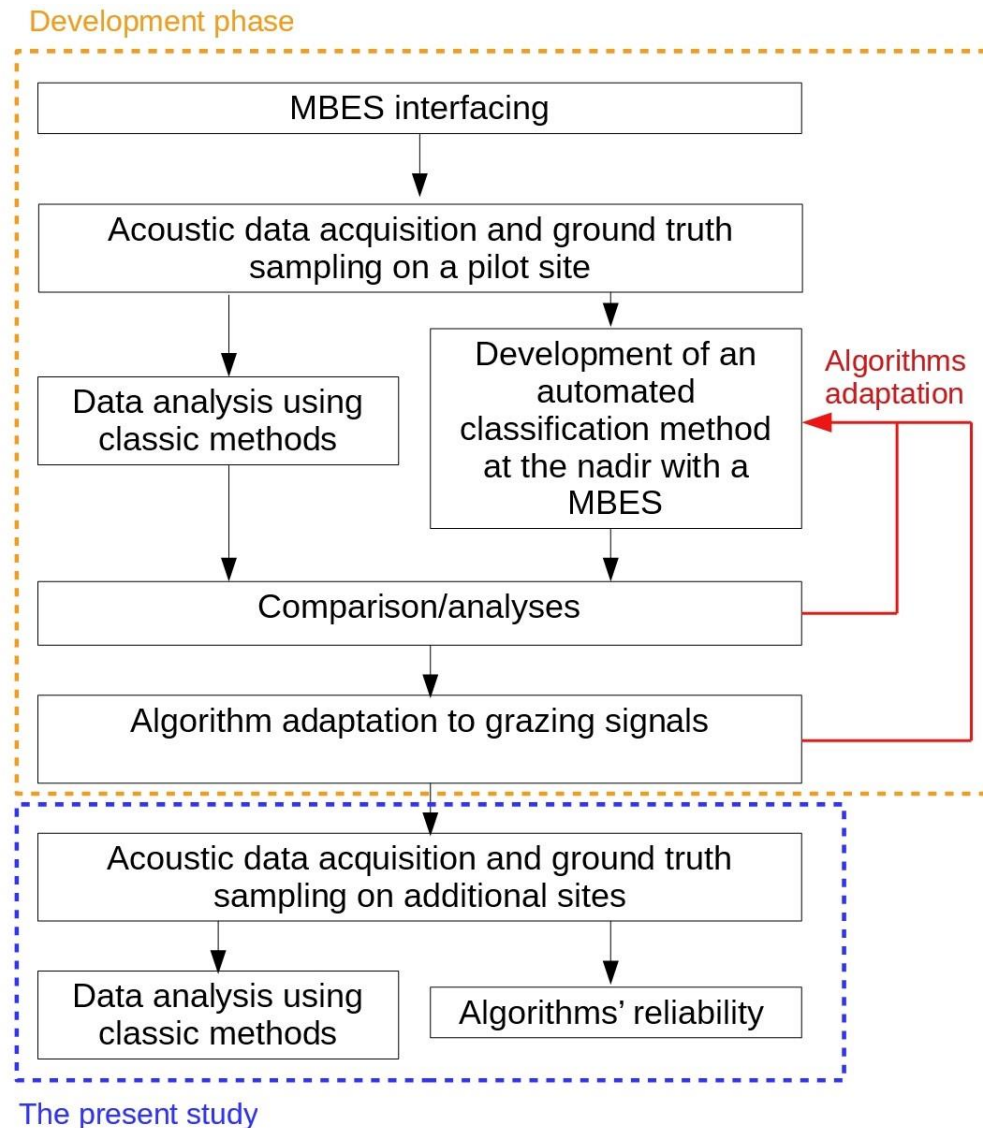 Development phase
MBES interfacing
Acoustic data acquisition and ground truth
sampling on a pilot site
Data analysis using
classic methods
Development of an
automated
classification method
at the nadir with a
MBES
Algorithms
adaptation
Comparison/analyses
Algorithm adaptation to grazing signals
Acoustic data acquisition and ground truth
sampling on additional sites
Data analysis using
classic methods
Algorithms’ reliability
The present study